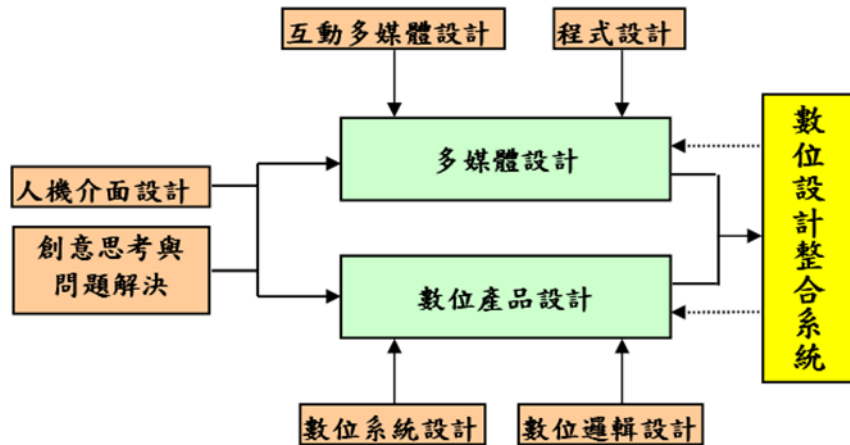 互動多媒體設計
程式設計
多媒體設計
人機介面設計
創意思考與
問題解決
數位產品設計
數位系統設計
數位邏輯設計
數位設計整合系統